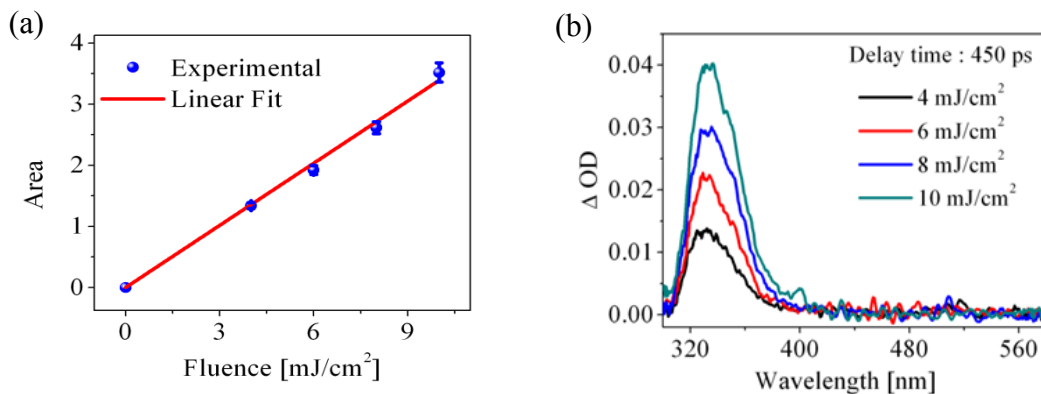 (a)
4
3
2
1
0
Area
Experimental
Linear Fit
0 3 6 9
Fluence [mJ/cm²]
(b)
0.04
0.03
0.02
0.01
0.00
Δ OD
Delay time : 450 ps
4 mJ/cm²
6 mJ/cm²
8 mJ/cm²
10 mJ/cm²
320 400 480 560
Wavelength [nm]